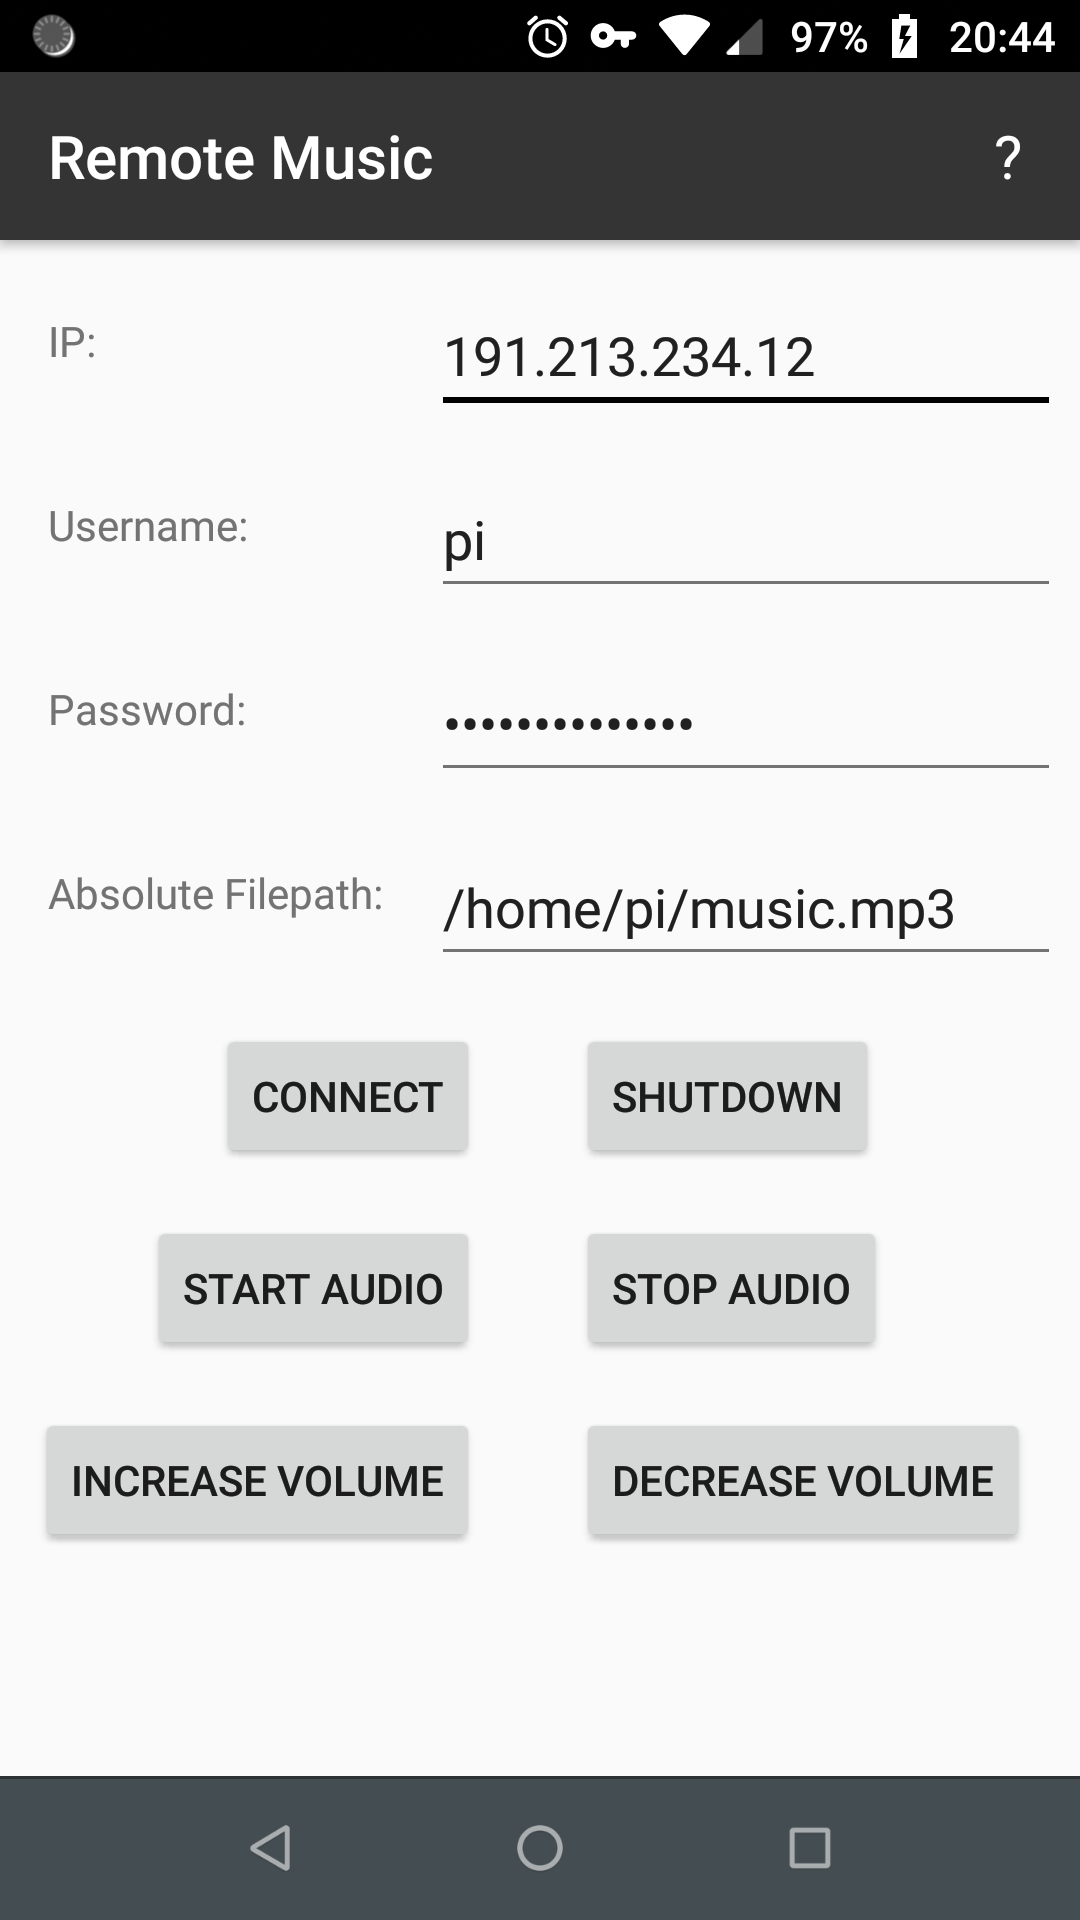 97% 20:44
Remote Music ?
IP: 191.213.234.12
Username: pi
Password: ••••••••••••••
Absolute Filepath: /home/pi/music.mp3
CONNECT SHUTDOWN
START AUDIO STOP AUDIO
INCREASE VOLUME DECREASE VOLUME